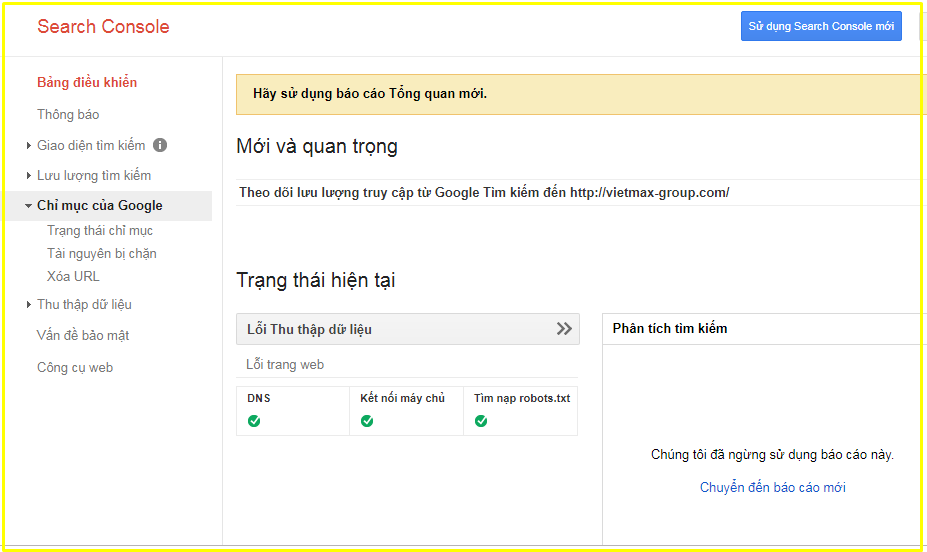 Search Console
Sử dụng Search Console mới
Bảng điều khiển
Thông báo
Giao diện tìm kiếm
Lưu lượng tìm kiếm
Chỉ mục của Google
Trạng thái chỉ mục
Tài nguyên bị chặn
Xóa URL
Thu thập dữ liệu
Vấn đề bảo mật
Công cụ web
Hãy sử dụng báo cáo Tổng quan mới.
Mới và quan trọng
Theo dõi lưu lượng truy cập từ Google Tìm kiếm đến http://vietmax-group.com/
Trạng thái hiện tại
Lỗi Thu thập dữ liệu
Lỗi trang web
DNS
Kết nối máy chủ
Tìm nạp robots.txt
Phân tích tìm kiếm
Chúng tôi đã ngừng sử dụng báo cáo này.
Chuyển đến báo cáo mới